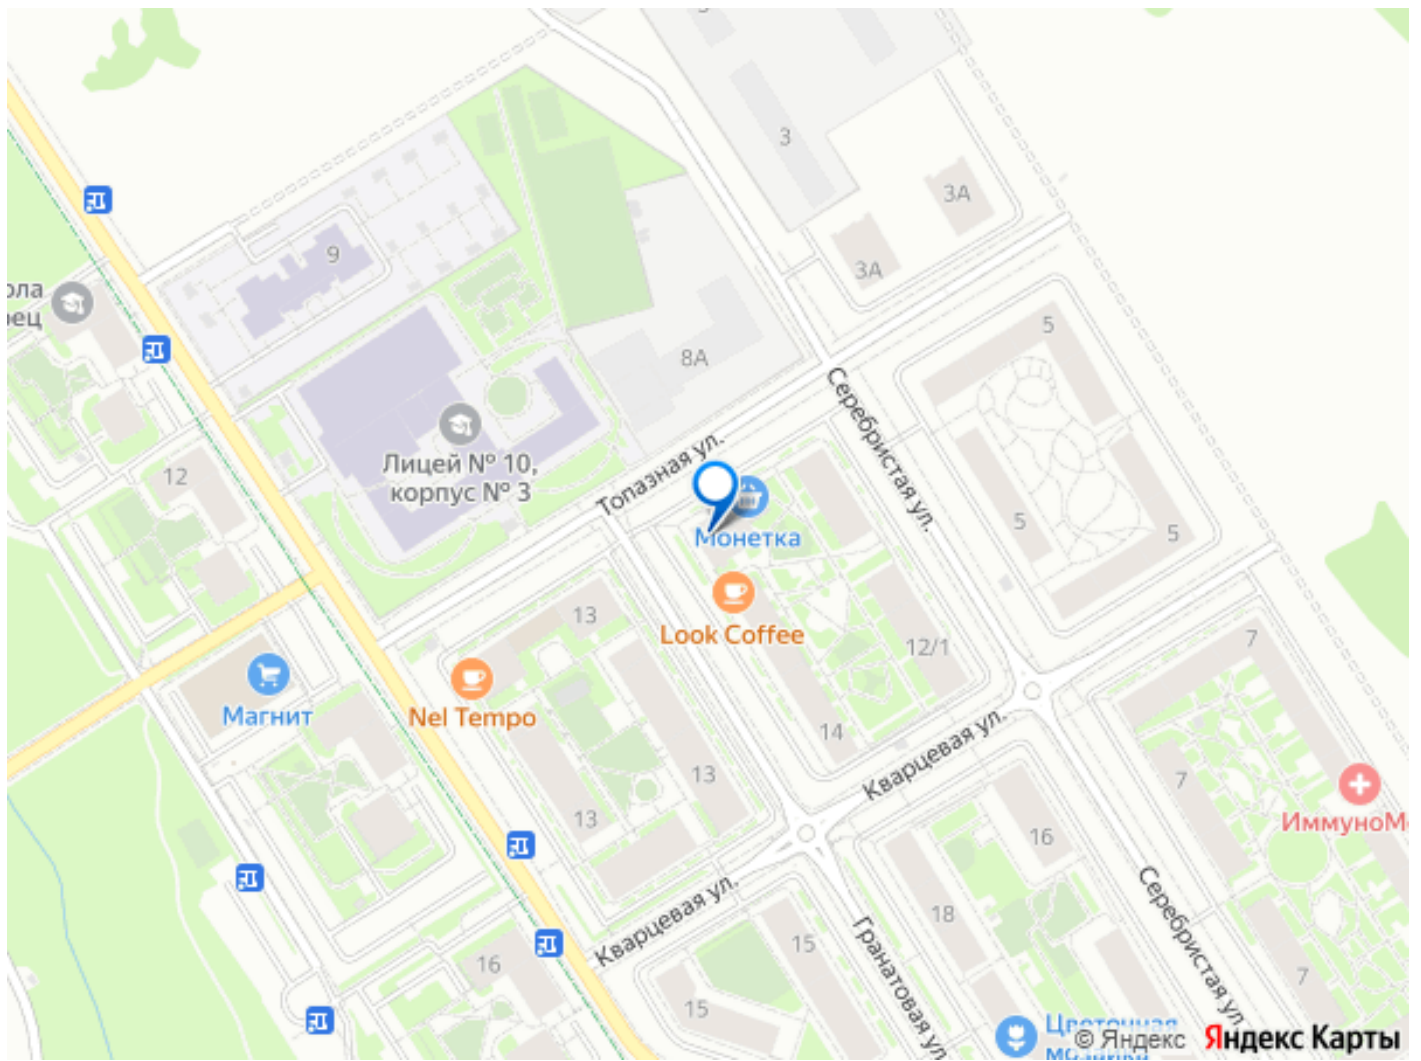 3
3А
3А
9
5
8А
Лицей № 10,
корпус № 3
Топазная ул.
Серебристая ул.
12
Монетка
5
5
Look Coffee
13
12/1
7
Магнит
Nel Tempo
14
Кварцевая ул.
13
7
13
16
ИммуноМ
Кварцевая ул.
Гранатовая ул.
Серебристая ул.
18
15
16
15
7
Цветочная
мозаика
© Яндекс Яндекс Карты